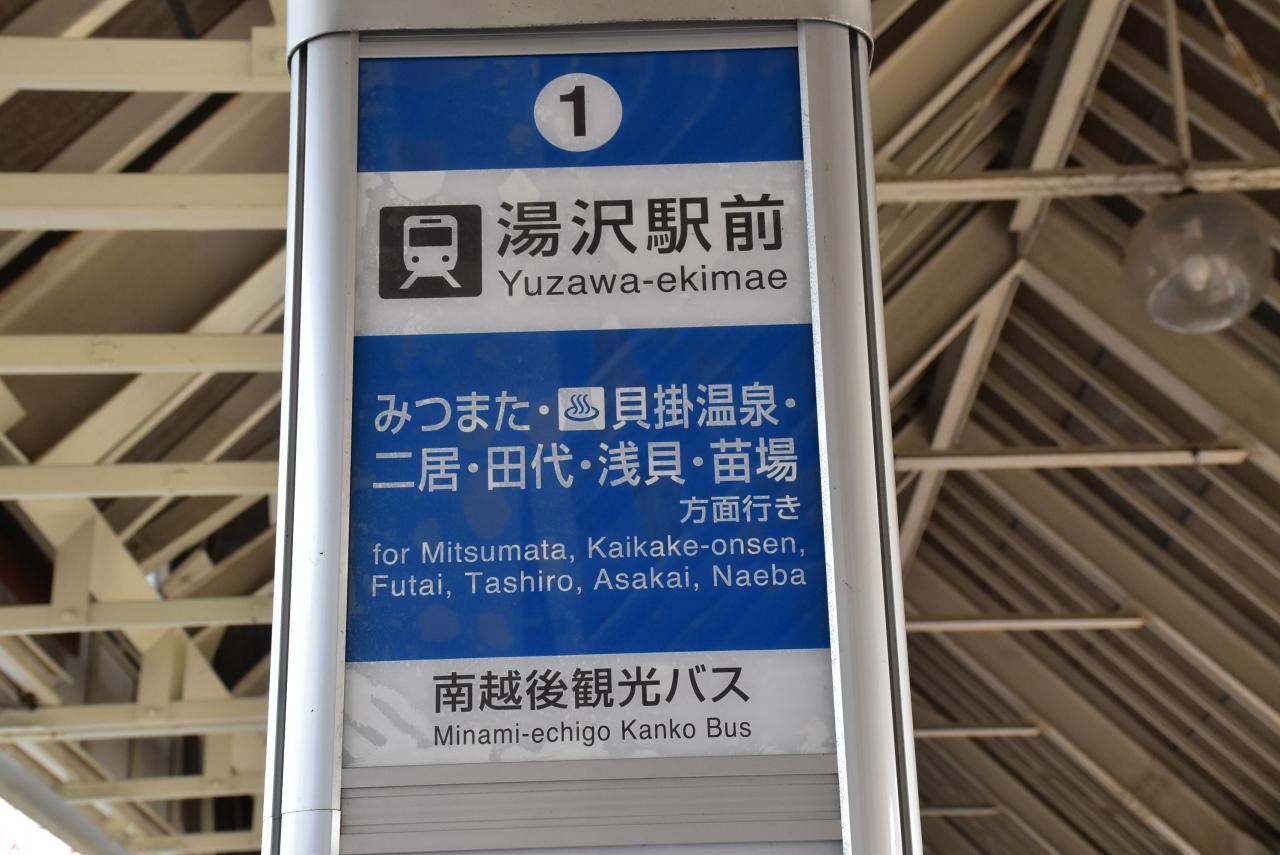 1
湯沢駅前
Yuzawa-ekimae
みつまた・貝掛温泉・
二居・田代・浅貝・苗場
方面行き
for Mitsumata, Kaikake-onsen,
Futai, Tashiro, Asakai, Naeba
南越後観光バス
Minami-echigo Kanko Bus